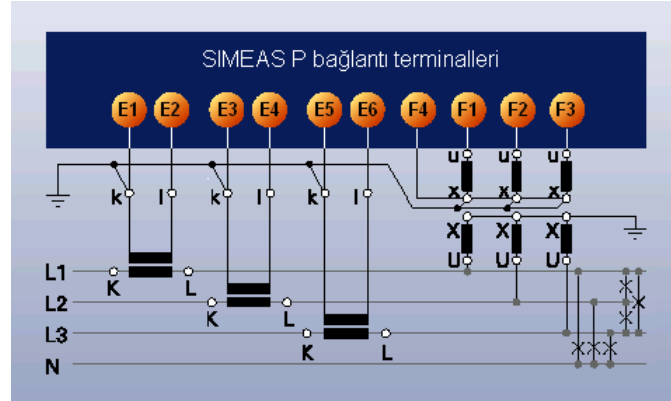 SIMEAS P bağlantı terminalleri
E1 E2 E3 E4 E5 E6 F4 F1 F2 F3
u u u
k l k l k l x x x
X X X
U U U
L1 K L
L2 K L
L3 K L
N